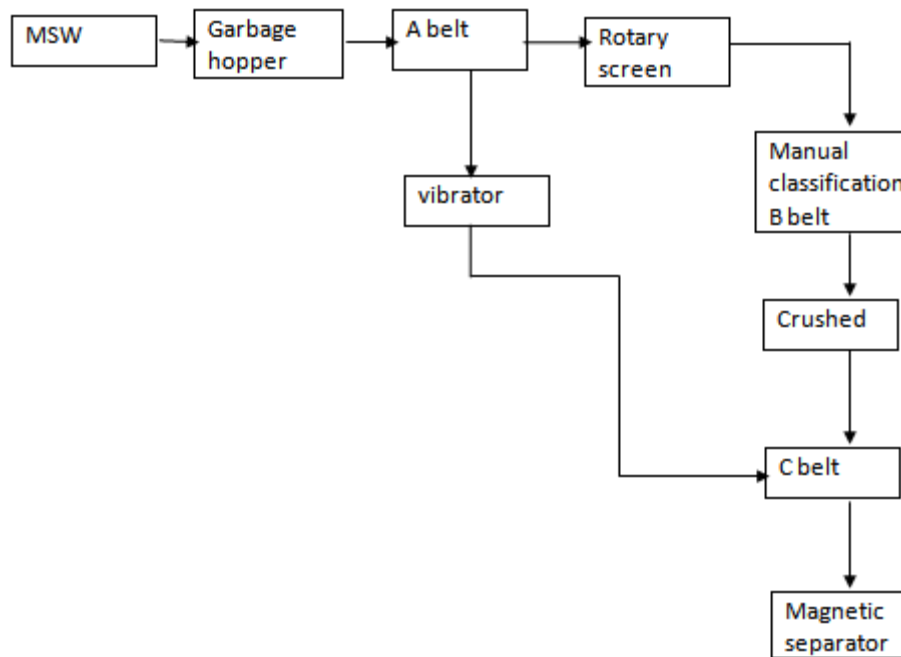 MSW
Garbage
hopper
A belt
Rotary
screen
Manual
classification
B belt
vibrator
Crushed
C belt
Magnetic
separator